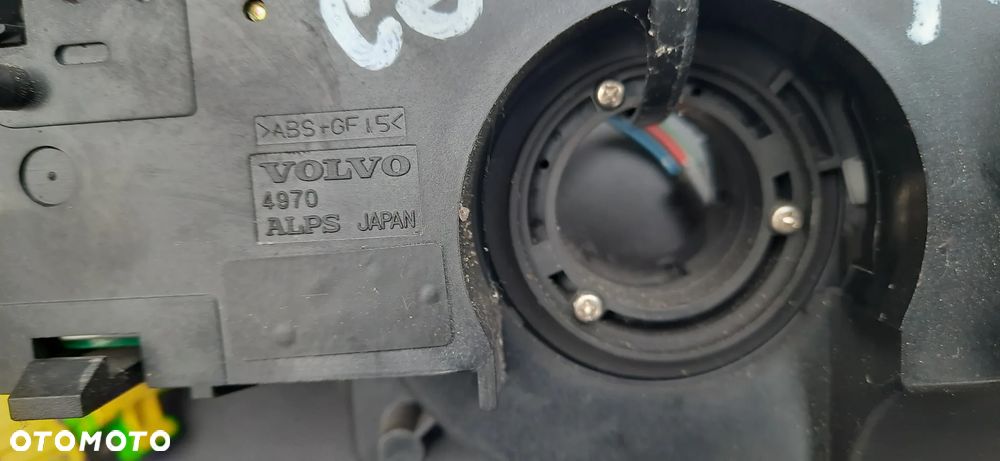 >ABS+GF15<
VOLVO
4970
ALPS JAPAN
OTOMOTO